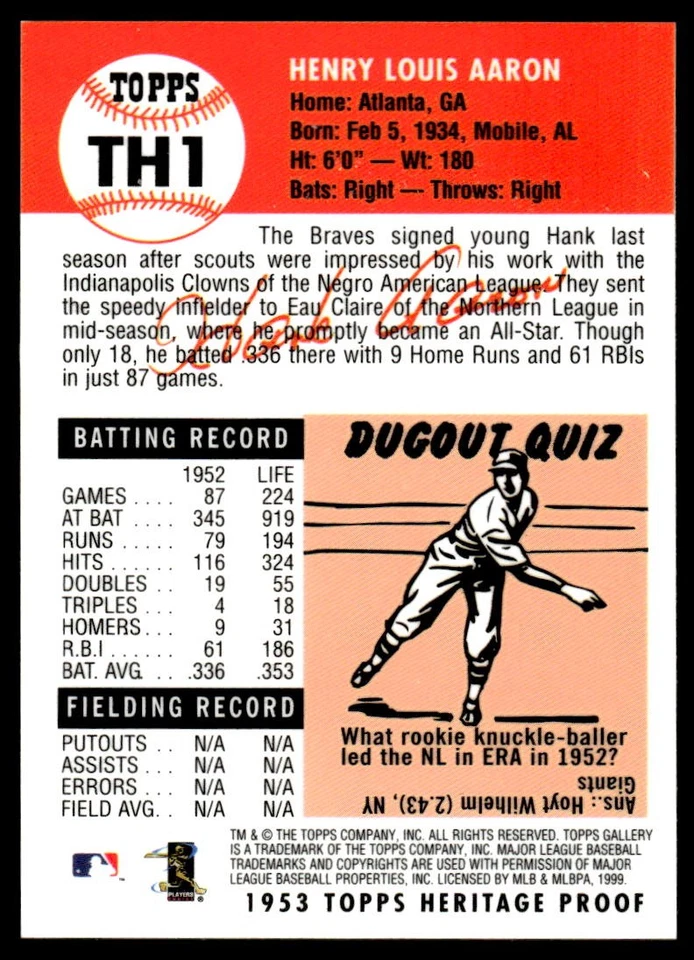 TOPPS
TH1
HENRY LOUIS AARON
Home: Atlanta, GA
Born: Feb 5, 1934, Mobile, AL
Ht: 6'0" — Wt: 180
Bats: Right –– Throws: Right
The Braves signed young Hank last
season after scouts were impressed by his work with the
Indianapolis Clowns of the Negro American League. They sent
the speedy infielder to Eau Claire of the Northern League in
mid-season, where he promptly became an All-Star. Though
only 18, he batted .336 there with 9 Home Runs and 61 RBIs
in just 87 games.
Hank Aaron
BATTING RECORD
1952 LIFE
GAMES .... 87 224
AT BAT .... 345 919
RUNS ..... 79 194
HITS ...... 116 324
DOUBLES .. 19 55
TRIPLES ... 4 18
HOMERS... 9 31
R.B.I ..... 61 186
BAT. AVG. .336 .353
FIELDING RECORD
PUTOUTS .. N/A N/A
ASSISTS ... N/A N/A
ERRORS ... N/A N/A
FIELD AVG. . N/A N/A
DUGOUT QUIZ
What rookie knuckle-baller
led the NL in ERA in 1952?
Ans.: Hoyt Wilhelm (2.43), NY
Giants
TM & © THE TOPPS COMPANY, INC. ALL RIGHTS RESERVED. TOPPS GALLERY
IS A TRADEMARK OF THE TOPPS COMPANY, INC. MAJOR LEAGUE BASEBALL
TRADEMARKS AND COPYRIGHTS ARE USED WITH PERMISSION OF MAJOR
LEAGUE BASEBALL PROPERTIES, INC. LICENSED BY MLB & MLBPA, 1999.
PLAYERS
CHOICE
1953 TOPPS HERITAGE PROOF